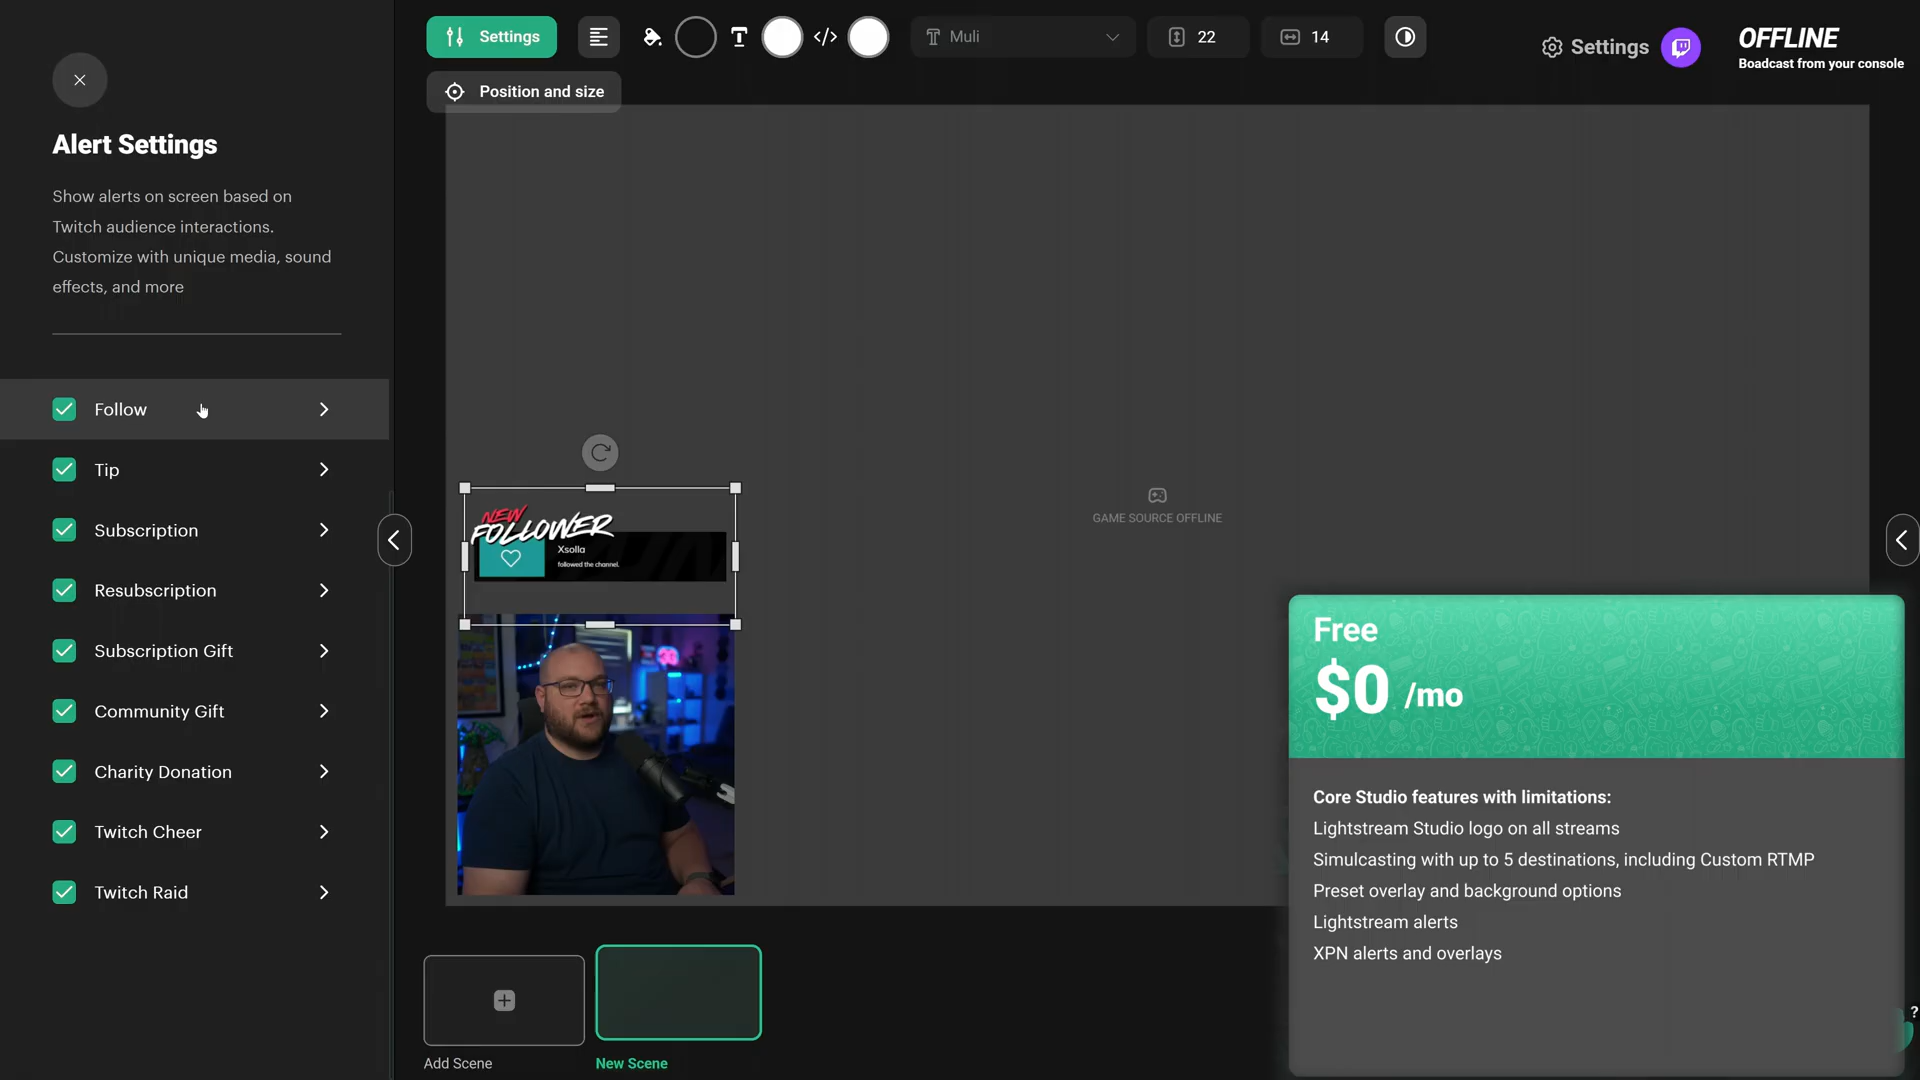 Settings
Muli
22
14
Settings
OFFLINE
Boadcast from your console
Position and size
Alert Settings
Show alerts on screen based on
Twitch audience interactions.
Customize with unique media, sound
effects, and more
Follow
Tip
Subscription
Resubscription
Subscription Gift
Community Gift
Charity Donation
Twitch Cheer
Twitch Raid
NEW
FOLLOWER
Xsolla
followed the channel.
GAME SOURCE OFFLINE
Free
$0 /mo
Core Studio features with limitations:
Lightstream Studio logo on all streams
Simulcasting with up to 5 destinations, including Custom RTMP
Preset overlay and background options
Lightstream alerts
XPN alerts and overlays
?
Add Scene
New Scene